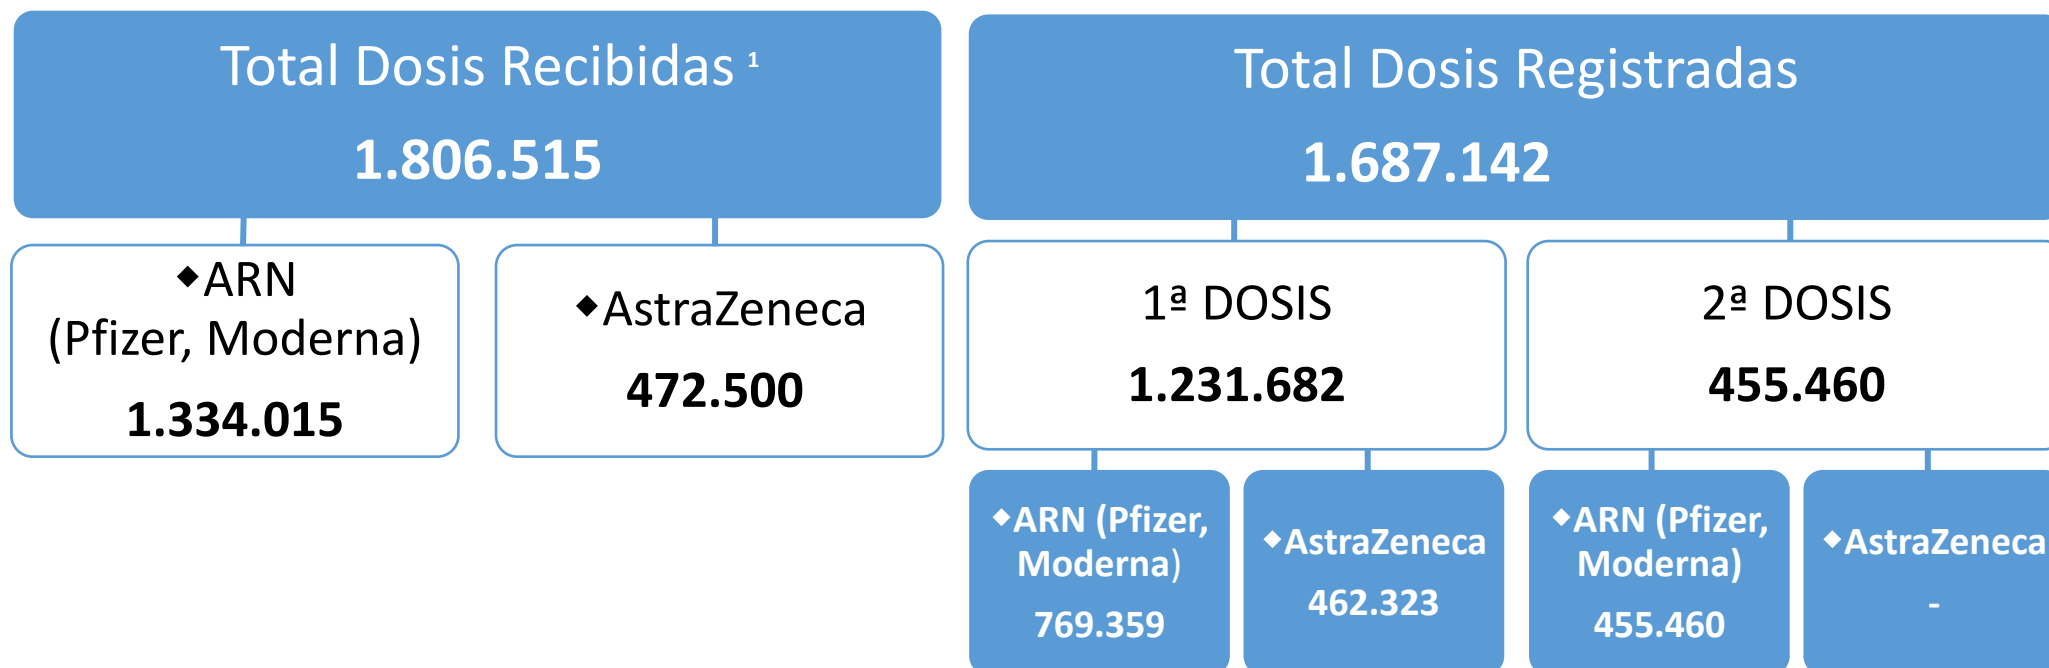 Total Dosis Recibidas ¹
1.806.515
◆ARN
(Pfizer, Moderna)
1.334.015
◆AstraZeneca
472.500
Total Dosis Registradas
1.687.142
1ª DOSIS
1.231.682
◆ARN (Pfizer,
Moderna)
769.359
◆AstraZeneca
462.323
2ª DOSIS
455.460
◆ARN (Pfizer,
Moderna)
455.460
◆AstraZeneca
-